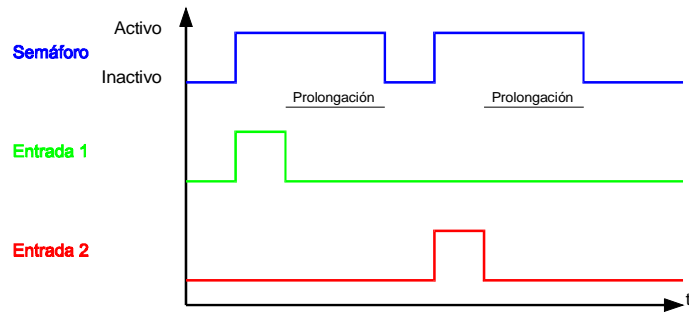 Activo
Semáforo
Inactivo
Prolongación
Prolongación
Entrada 1
Entrada 2
t